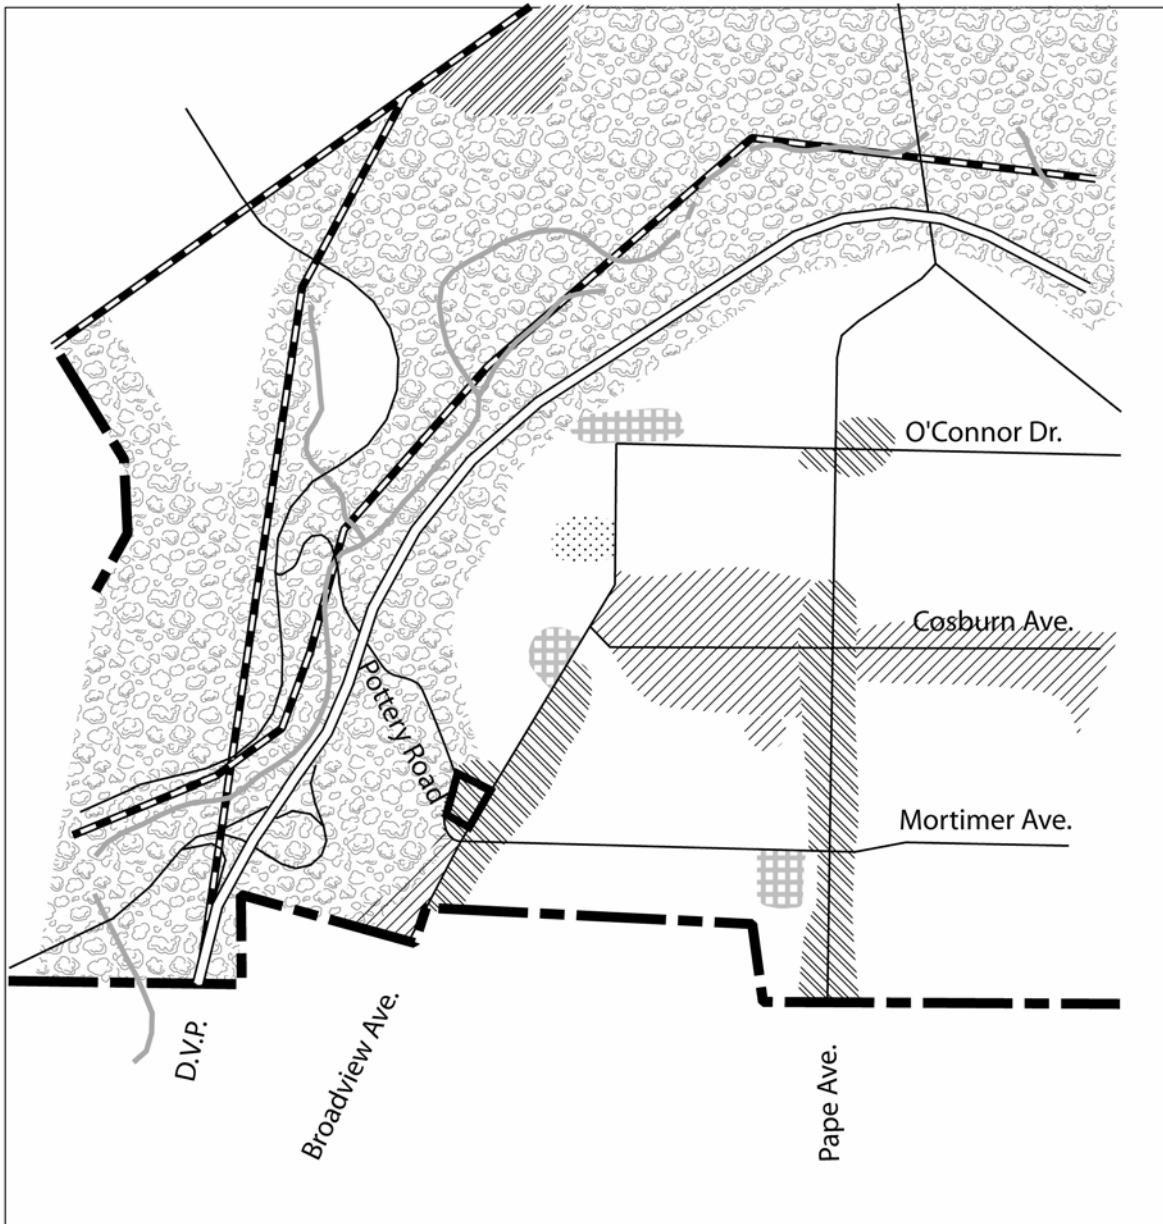 O'Connor Dr.
Cosburn Ave.
Pottery Road
Mortimer Ave.
D.V.P.
Broadview Ave.
Pape Ave.